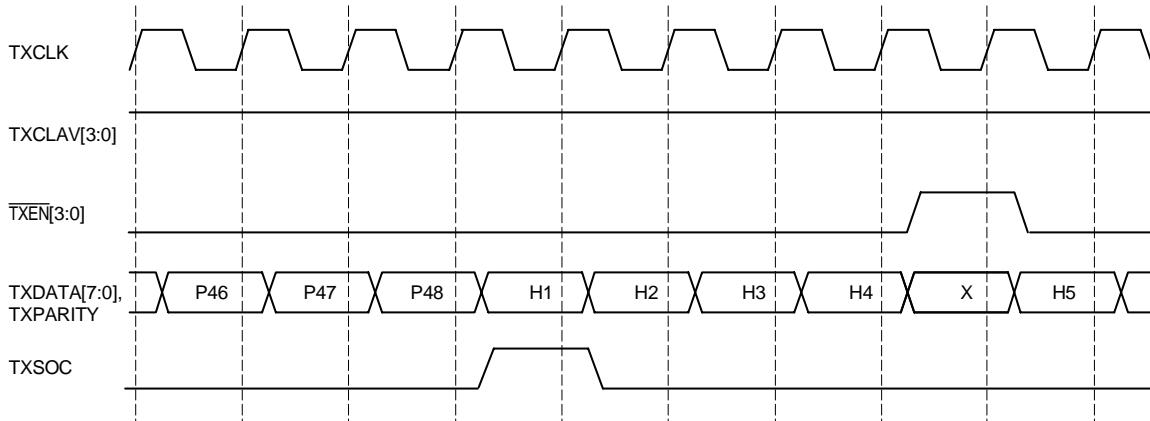 TXCLK
TXCLAV[3:0]
TXEN[3:0]
TXDATA[7:0],
TXPARITY
P46 P47 P48 H1 H2 H3 H4 X H5
TXSOC